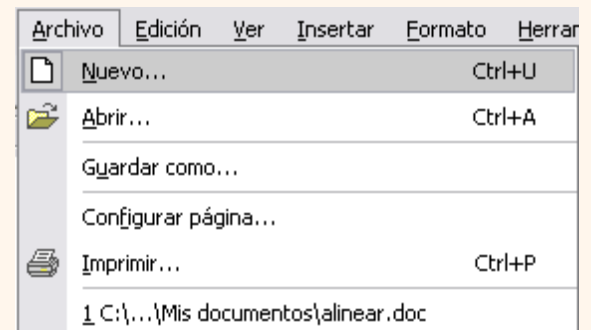 Archivo Edición Ver Insertar Formato Herrar
Nuevo... Ctrl+U
Abrir... Ctrl+A
Guardar como...
Configurar página...
Imprimir... Ctrl+P
1 C:\...\Mis documentos\alinear.doc